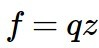 f = qz